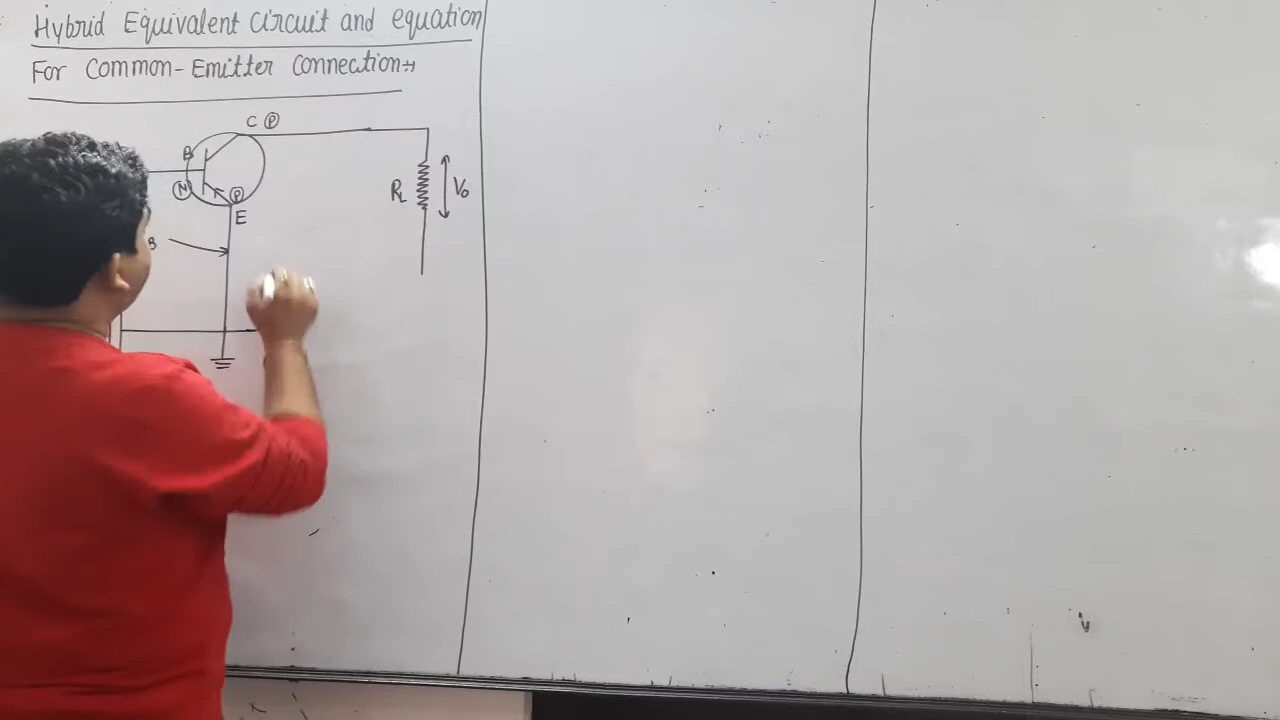 Hybrid Equivalent Circuit and equation
For Common-Emitter Connection:→
C P
B
N
P
E
B
RL
Vo